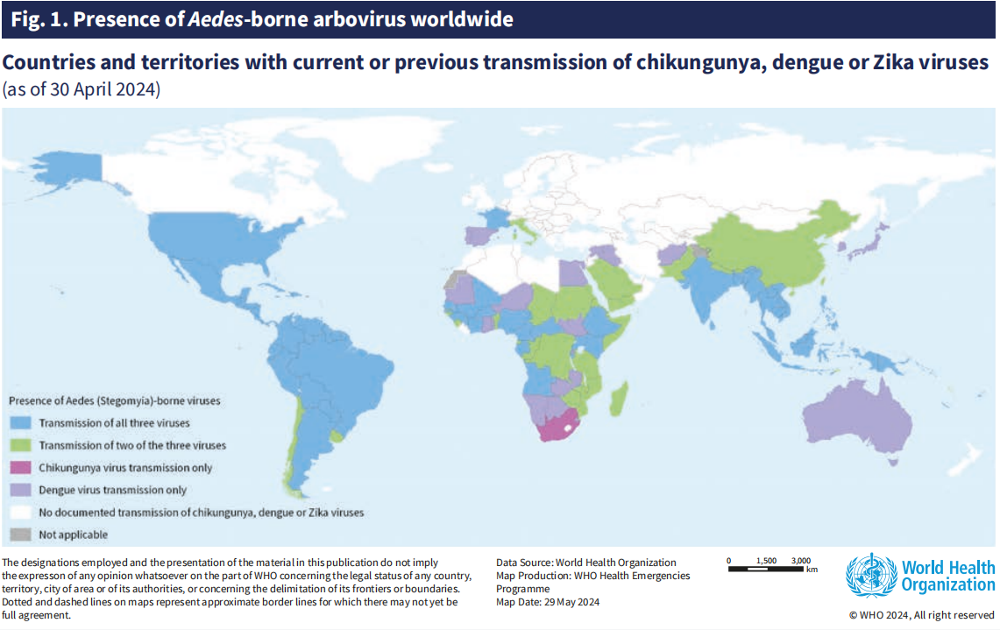 Fig. 1. Presence of Aedes-borne arbovirus worldwide
Countries and territories with current or previous transmission of chikungunya, dengue or Zika viruses
(as of 30 April 2024)
Presence of Aedes (Stegomyia)-borne viruses
Transmission of all three viruses
Transmission of two of the three viruses
Chikungunya virus transmission only
Dengue virus transmission only
No documented transmission of chikungunya, dengue or Zika viruses
Not applicable
The designations employed and the presentation of the material in this publication do not imply
the expresson of any opinion whatsoever on the part of WHO concerning the legal status of any country,
territory, city of area or of its authorities, or concerning the delimitation of its frontiers or boundaries.
Dotted and dashed lines on maps represent approximate border lines for which there may not yet be
full agreement.
Data Source: World Health Organization
Map Production: WHO Health Emergencies
Programme
Map Date: 29 May 2024
0 1,500 3,000
km
World Health
Organization
© WHO 2024, All right reserved